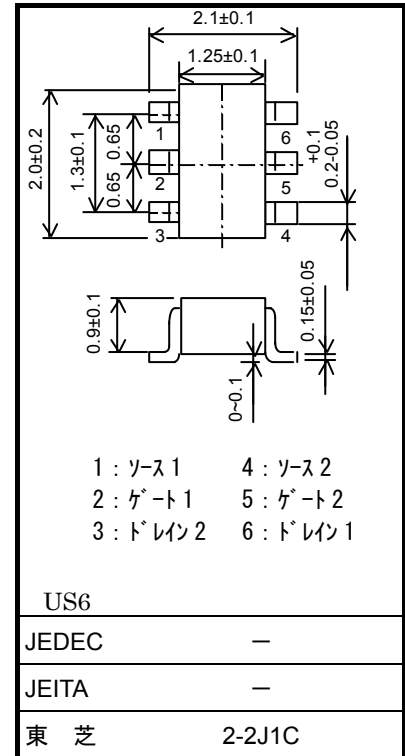 2.1±0.1
1.25±0.1
2.0±0.2
1.3±0.1
0.65
0.65
1
2
3
6
5
4
+0.1
0.2-0.05
0.9±0.1
0.15±0.05
0~0.1
1 : ソース 1 4 : ソース 2
2 : ゲート 1 5 : ゲート 2
3 : ドレイン 2 6 : ドレイン 1
US6
JEDEC —
JEITA —
東 芝 2-2J1C